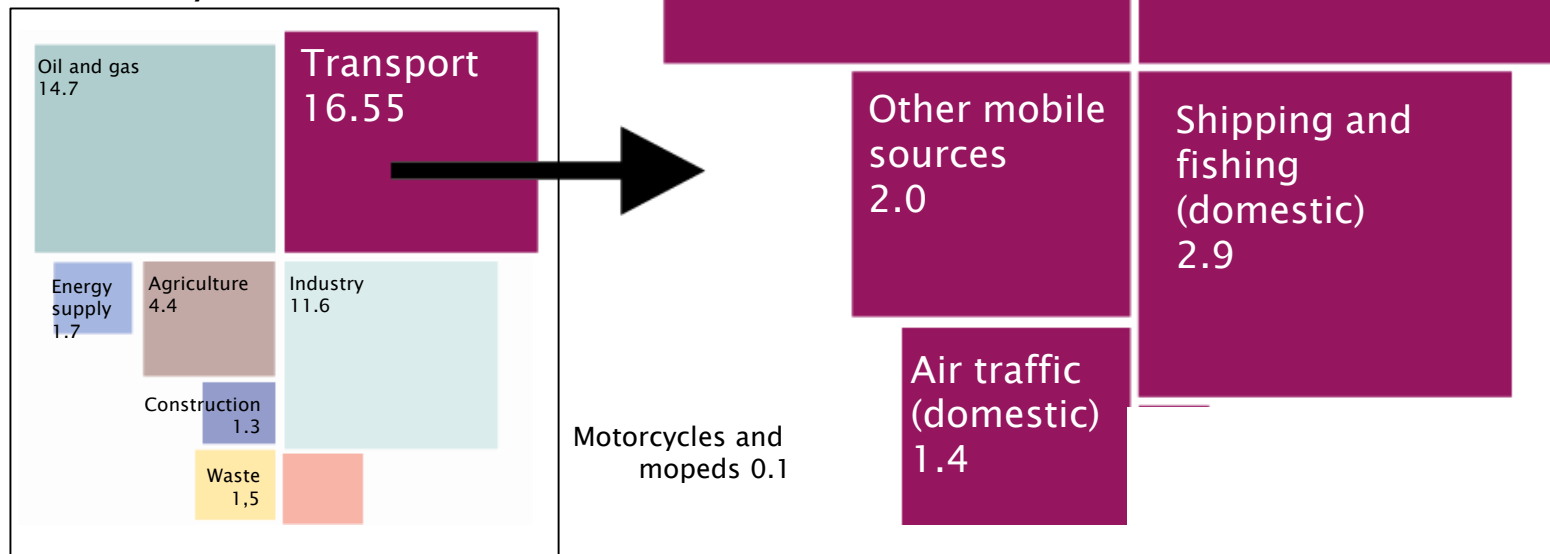 Oil and gas
14.7
Transport
16.55
Energy
supply
1.7
Agriculture
4.4
Industry
11.6
Construction
1.3
Waste
1,5
Motorcycles and
mopeds 0.1
Other mobile
sources
2.0
Shipping and
fishing
(domestic)
2.9
Air traffic
(domestic)
1.4